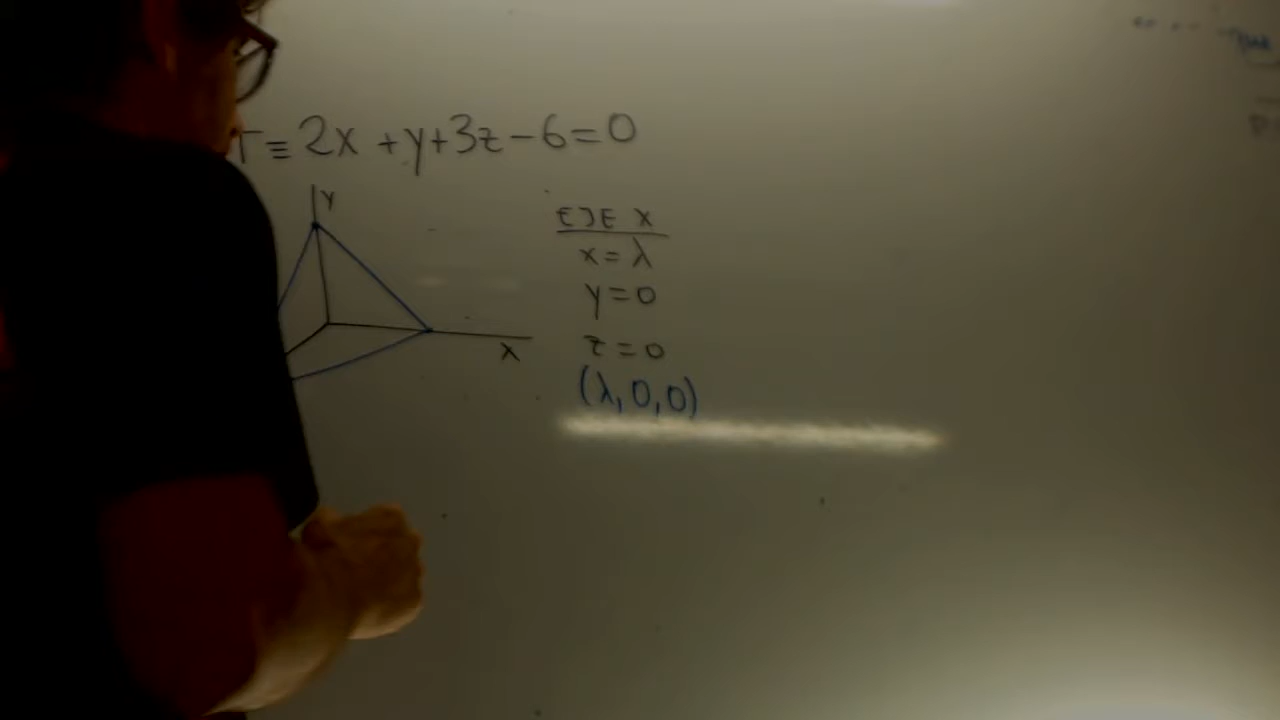 π ≡ 2x + y + 3z - 6 = 0
y
x
EJE X
x = λ
y = 0
z = 0
(λ, 0, 0)